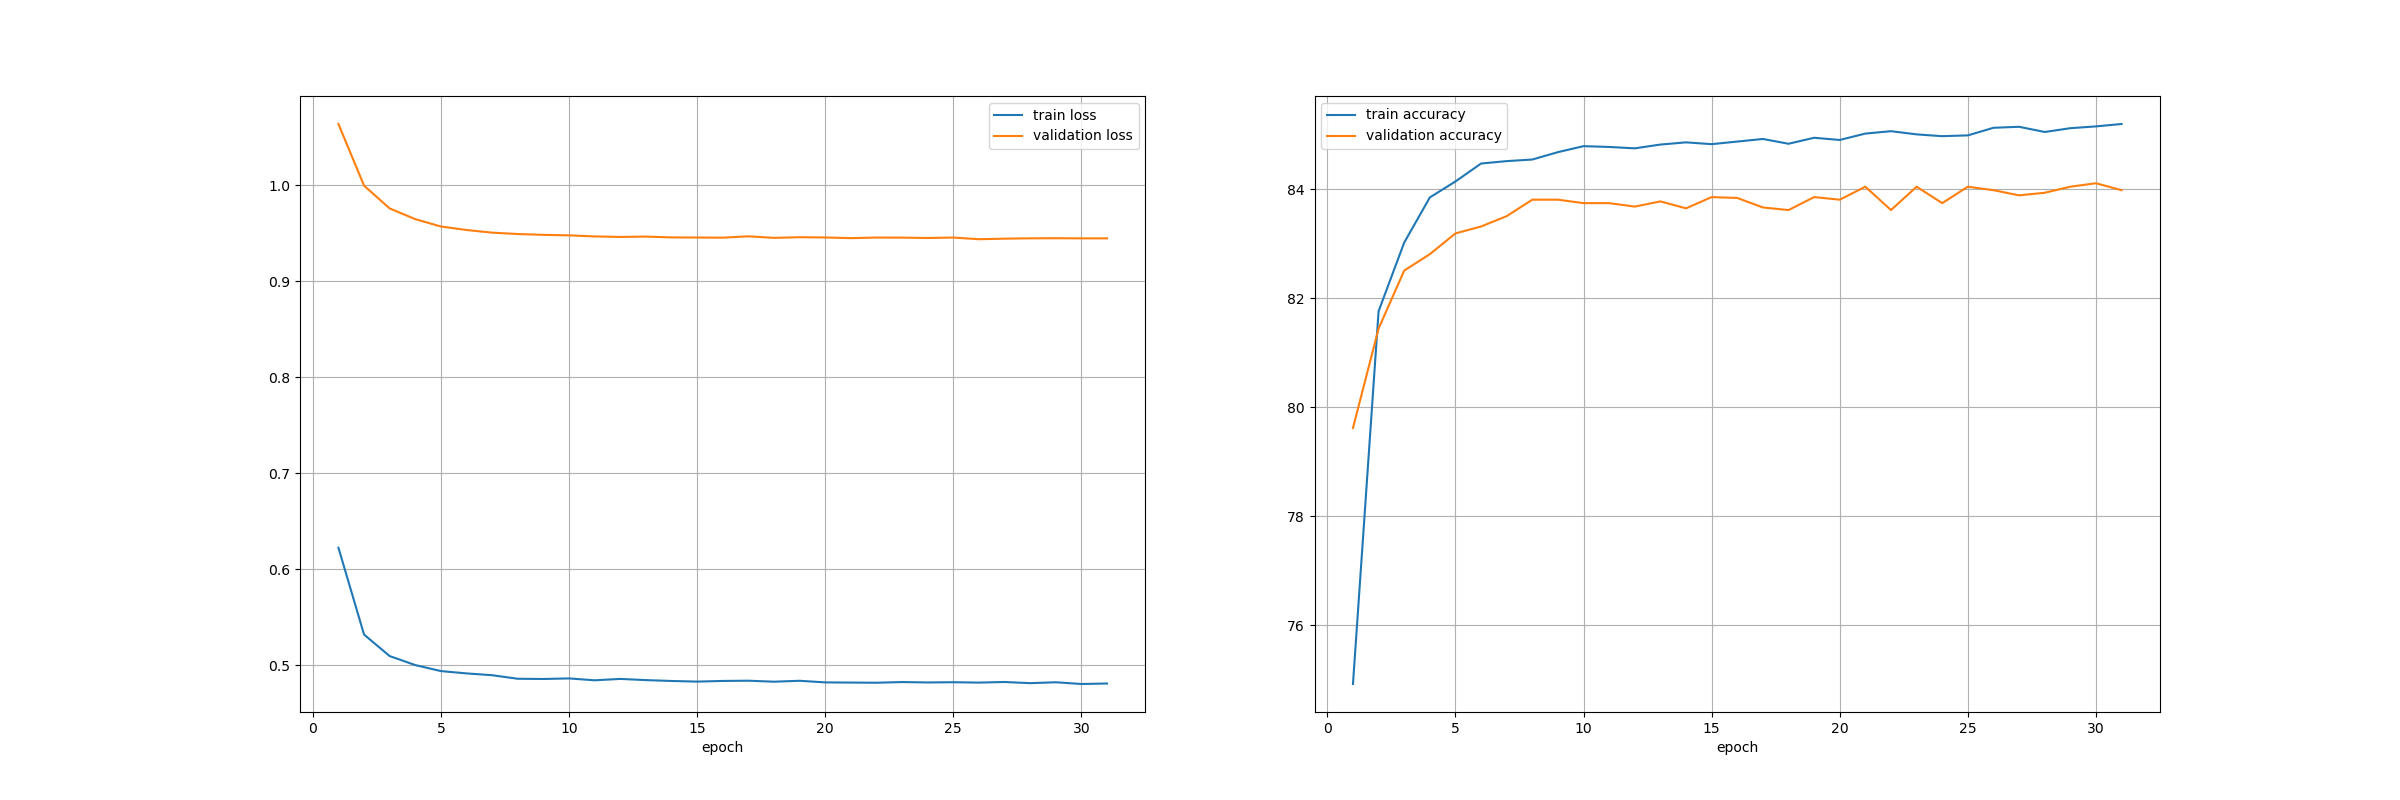 train loss
validation loss
1.0
0.9
0.8
0.7
0.6
0.5
0 5 10 15 20 25 30
epoch
train accuracy
validation accuracy
84
82
80
78
76
0 5 10 15 20 25 30
epoch